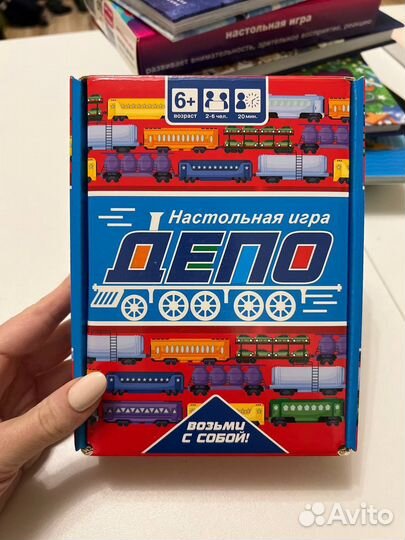 настольная игра
развивает внимательность, зрительное восприятие, реакцию
6+
возраст
2-6 чел.
20 мин.
Настольная игра
ДЕПО
ВОЗЬМИ
С СОБОЙ!
Avito